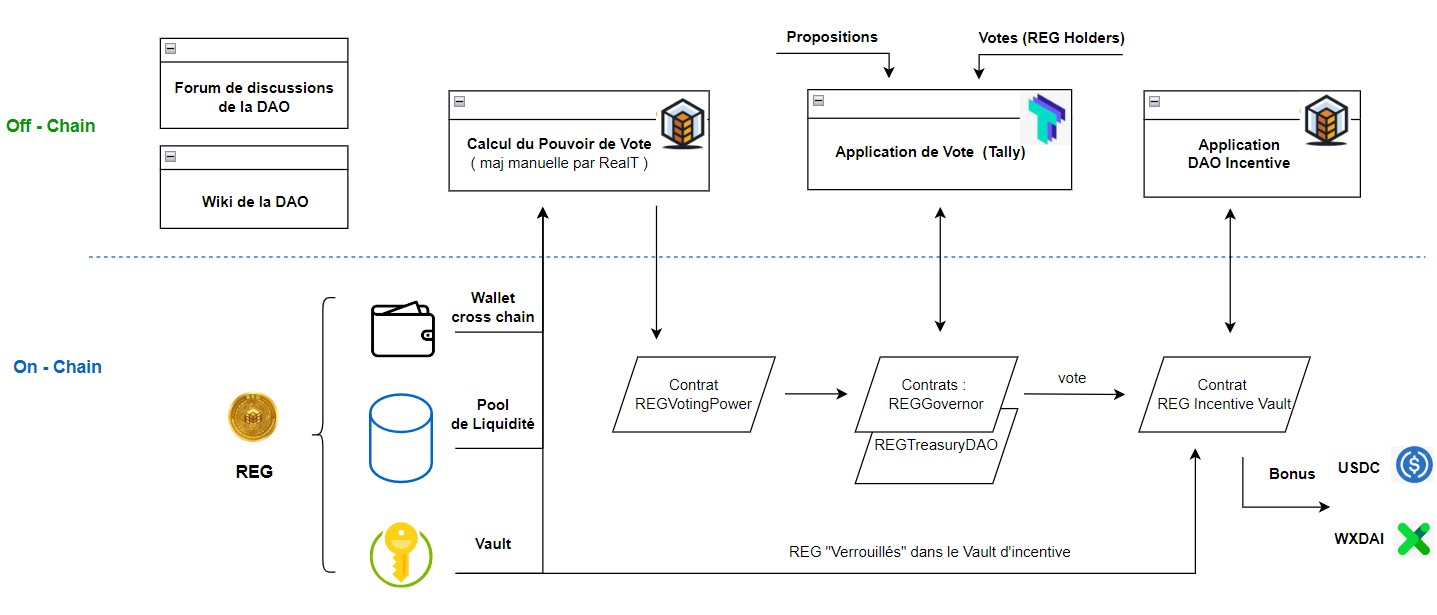 Propositions
Votes (REG Holders)
Forum de discussions
de la DAO
Off - Chain
Calcul du Pouvoir de Vote
( maj manuelle par RealT )
Application de Vote (Tally)
Application
DAO Incentive
Wiki de la DAO
Wallet
cross chain
On - Chain
Contrat
REGVotingPower
Contrats :
REGGovernor
vote
Contrat
REG Incentive Vault
Pool
de Liquidité
REGTreasuryDAO
REG
Bonus
USDC
WXDAI
Vault
REG "Verrouillés" dans le Vault d'incentive